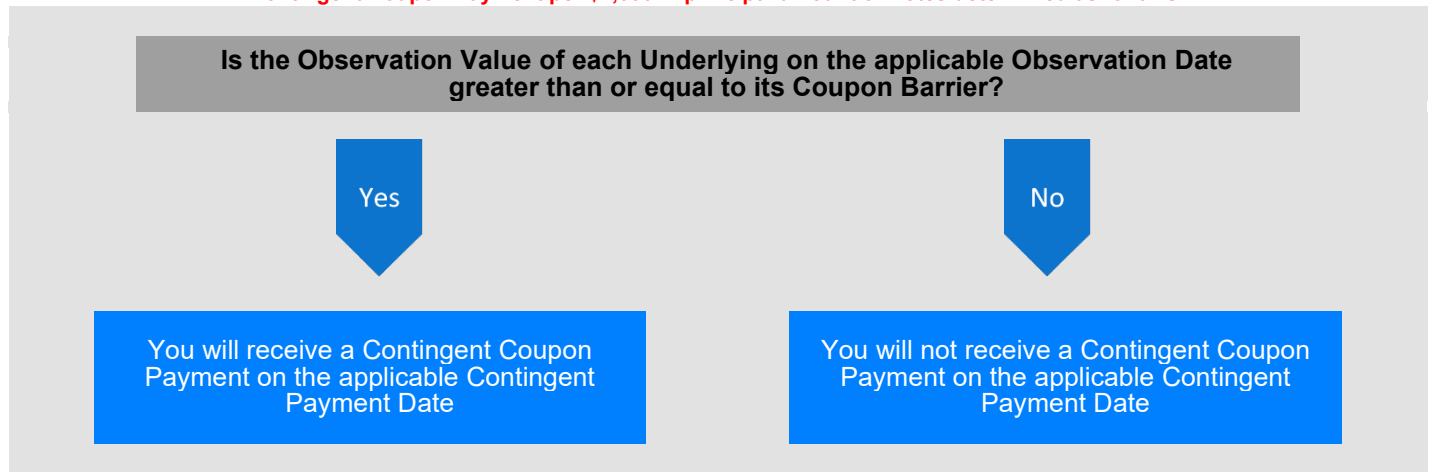 Is the Observation Value of each Underlying on the applicable Observation Date
greater than or equal to its Coupon Barrier?
Yes
No
You will receive a Contingent Coupon
Payment on the applicable Contingent
Payment Date
You will not receive a Contingent Coupon
Payment on the applicable Contingent
Payment Date